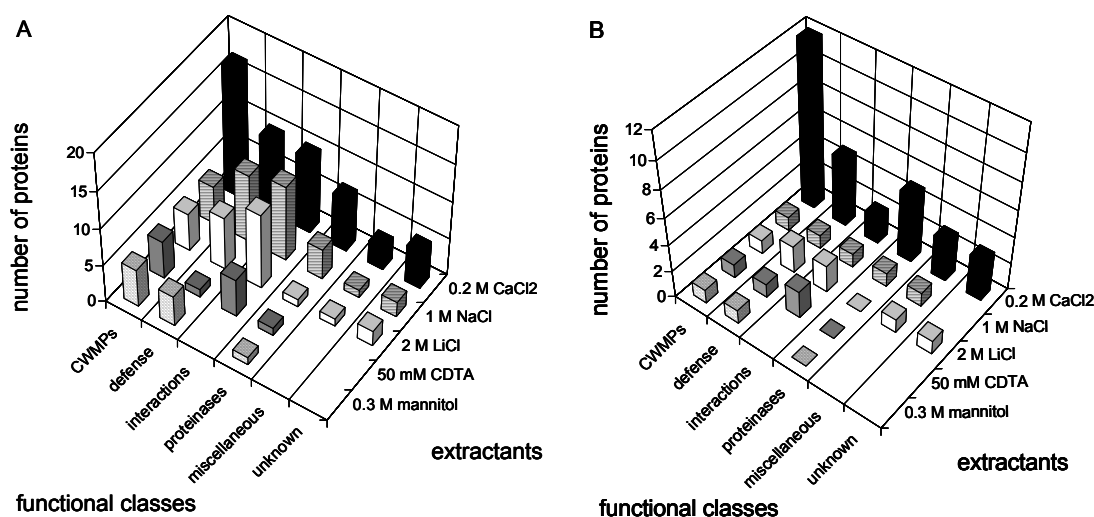 A
number of proteins
20
15
10
5
0
CWMPs
defense
interactions
proteinases
miscellaneous
unknown
0.2 M CaCl2
1 M NaCl
2 M LiCl
50 mM CDTA
0.3 M mannitol
extractants
functional classes
B
number of proteins
12
10
8
6
4
2
0
CWMPs
defense
interactions
proteinases
miscellaneous
unknown
0.2 M CaCl2
1 M NaCl
2 M LiCl
50 mM CDTA
0.3 M mannitol
extractants
functional classes